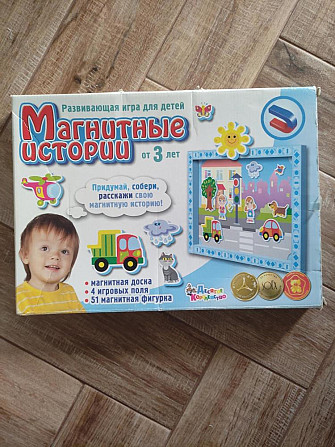 Развивающая игра для детей
Магнитные
истории
от 3 лет
Придумай, собери,
расскажи свою
магнитную историю!
• магнитная доска
• 4 игровых поля
• 51 магнитная фигурка
Десятое
Королевство